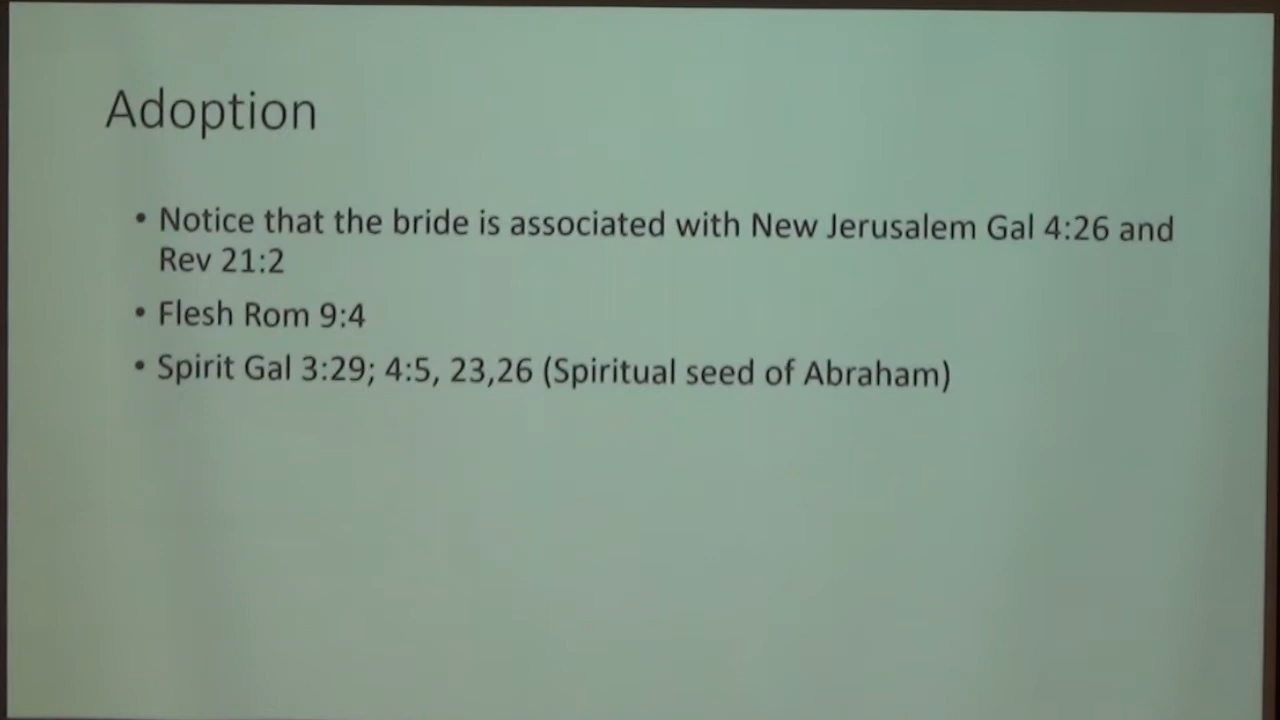 Adoption
• Notice that the bride is associated with New Jerusalem Gal 4:26 and
Rev 21:2
• Flesh Rom 9:4
• Spirit Gal 3:29; 4:5, 23,26 (Spiritual seed of Abraham)